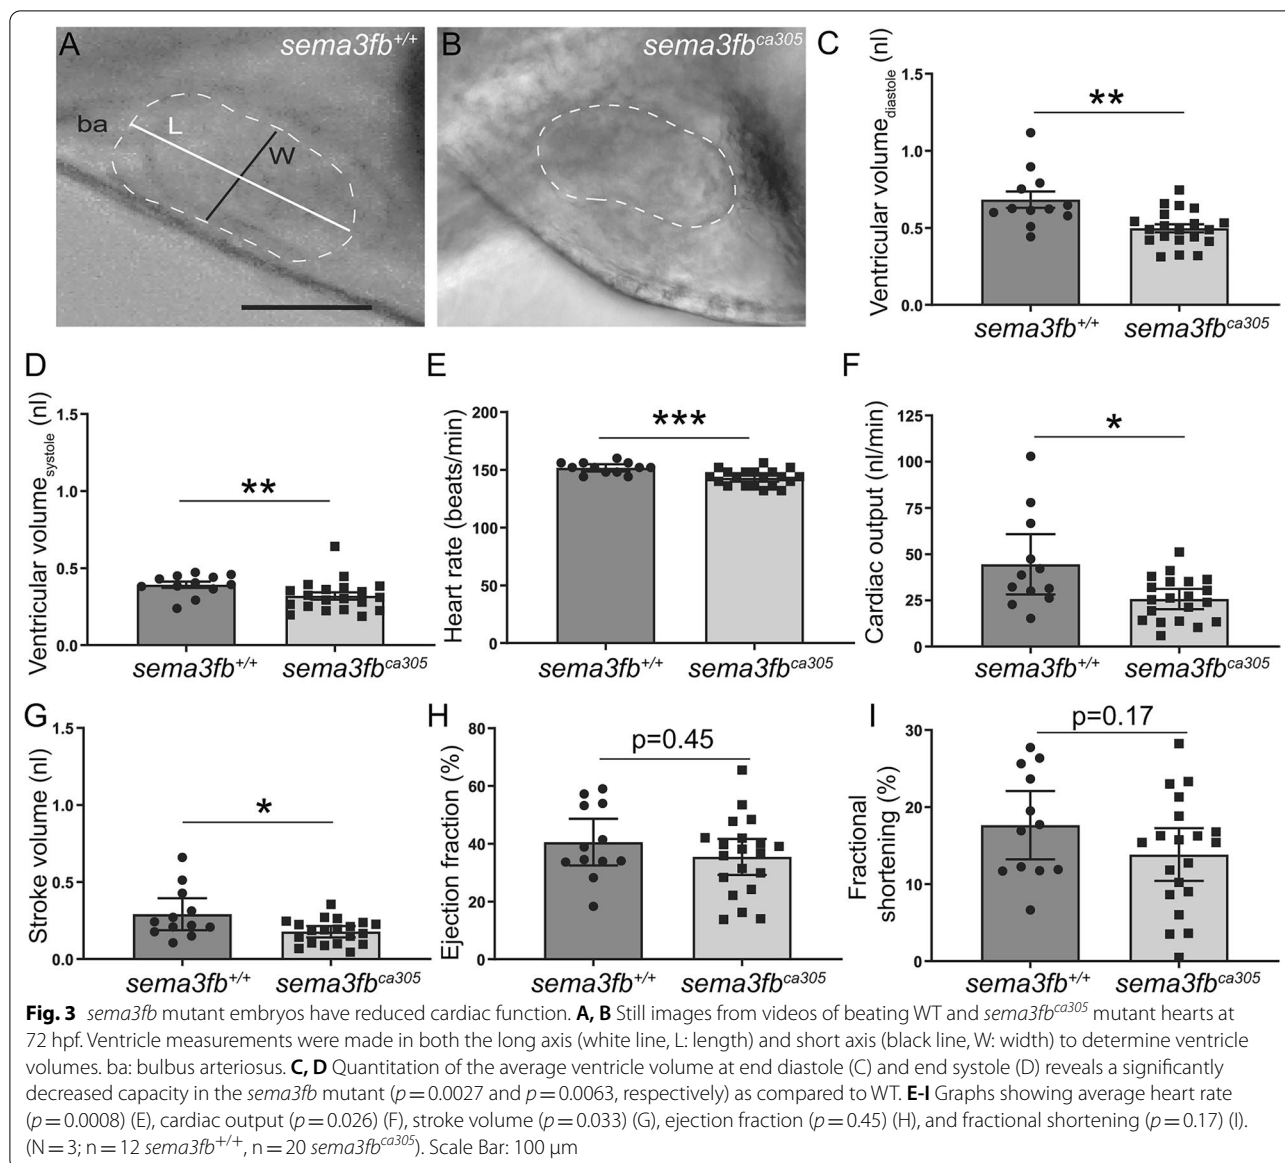 A
sema3fb+/+
ba
L
W
B
sema3fbca305
C
Ventricular volumediastole (nl)
1.5
1.0
0.5
0.0
**
sema3fb+/+
sema3fbca305
D
Ventricular volumesystole (nl)
1.5
1.0
0.5
0.0
**
sema3fb+/+
sema3fbca305
E
Heart rate (beats/min)
200
150
100
50
0
***
sema3fb+/+
sema3fbca305
F
Cardiac output (nl/min)
125
100
75
50
25
0
*
sema3fb+/+
sema3fbca305
G
Stroke volume (nl)
1.5
1.0
0.5
0.0
*
sema3fb+/+
sema3fbca305
H
Ejection fraction (%)
80
60
40
20
0
p=0.45
sema3fb+/+
sema3fbca305
I
Fractional
shortening (%)
30
20
10
0
p=0.17
sema3fb+/+
sema3fbca305
Fig. 3 sema3fb mutant embryos have reduced cardiac function. A, B Still images from videos of beating WT and sema3fbca305 mutant hearts at
72 hpf. Ventricle measurements were made in both the long axis (white line, L: length) and short axis (black line, W: width) to determine ventricle
volumes. ba: bulbus arteriosus. C, D Quantitation of the average ventricle volume at end diastole (C) and end systole (D) reveals a significantly
decreased capacity in the sema3fb mutant (p = 0.0027 and p = 0.0063, respectively) as compared to WT. E-I Graphs showing average heart rate
(p = 0.0008) (E), cardiac output (p = 0.026) (F), stroke volume (p = 0.033) (G), ejection fraction (p = 0.45) (H), and fractional shortening (p = 0.17) (I).
(N = 3; n = 12 sema3fb+/+, n = 20 sema3fbca305). Scale Bar: 100 μm